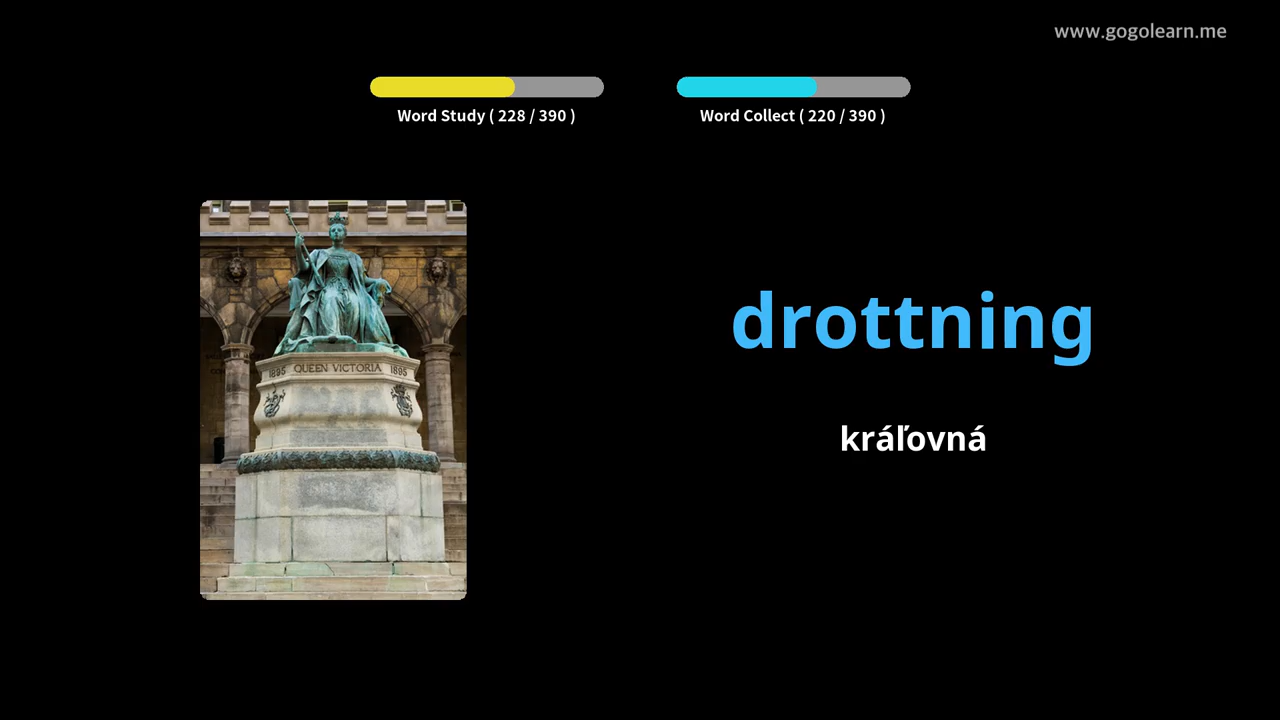 www.gogolearn.me
Word Study ( 228 / 390 )
Word Collect ( 220 / 390 )
1895 QUEEN VICTORIA 1895
drottning
kráľovná